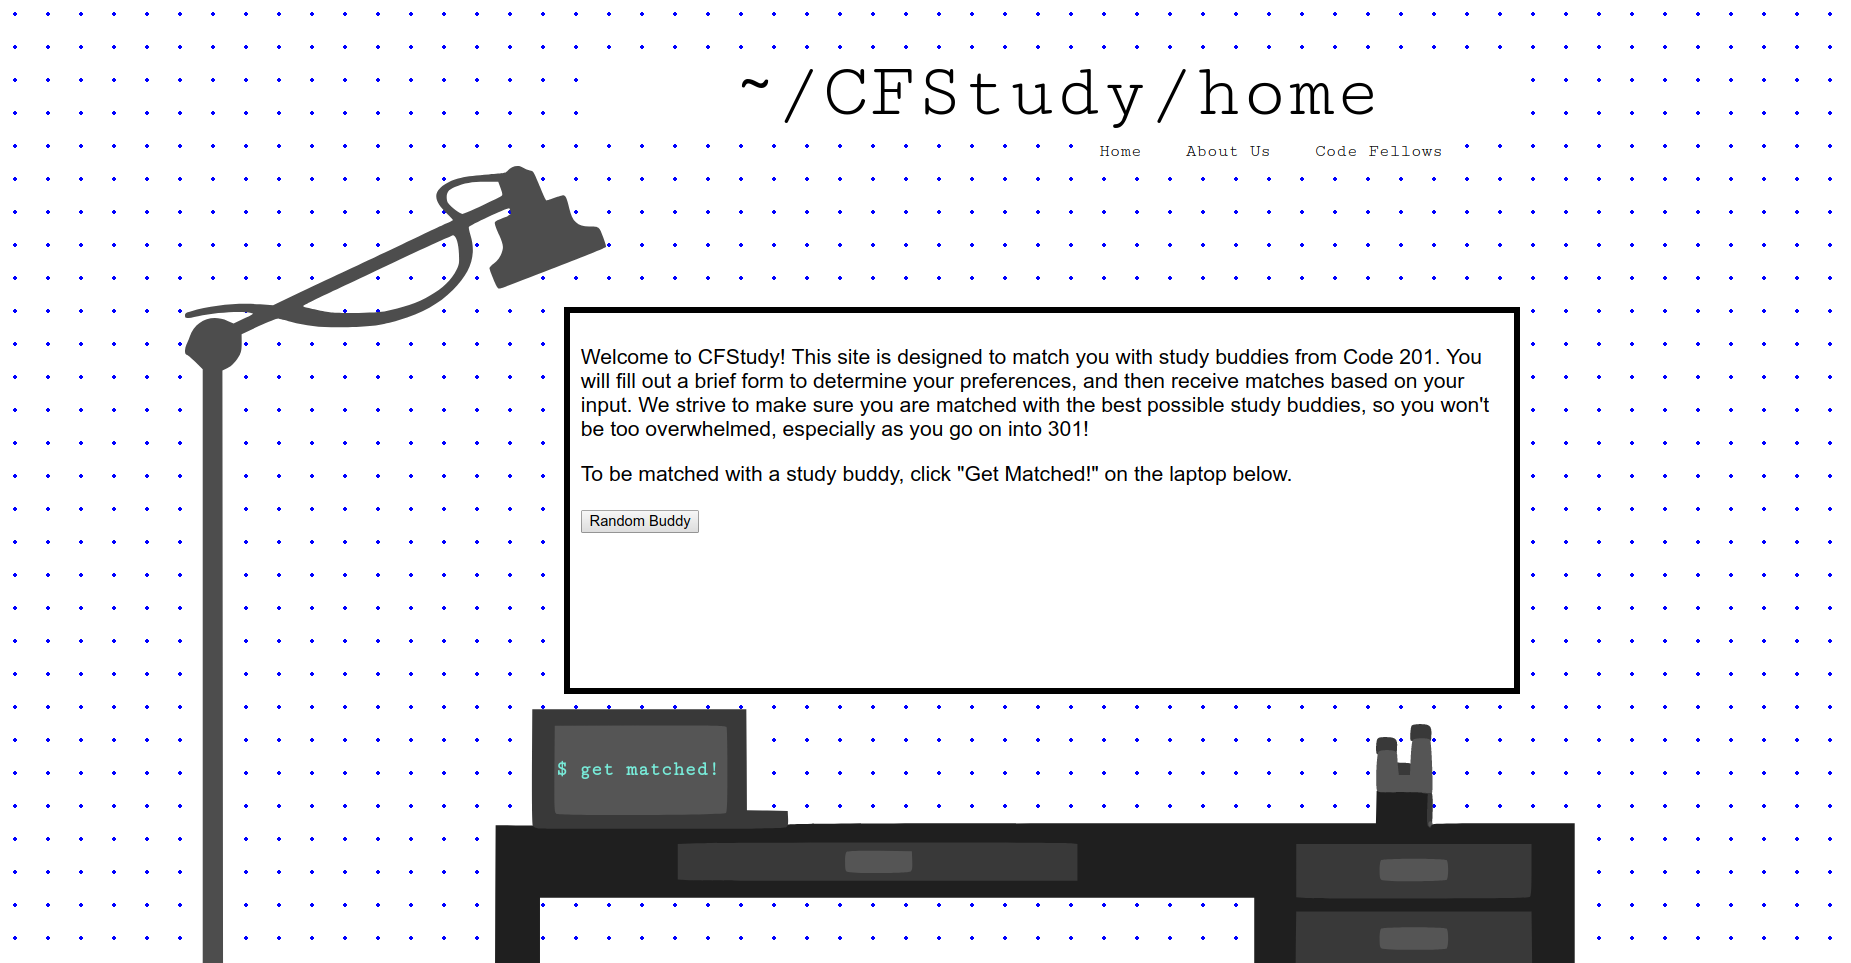 ~/CFStudy/home
Home About Us Code Fellows
Welcome to CFStudy! This site is designed to match you with study buddies from Code 201. You
will fill out a brief form to determine your preferences, and then receive matches based on your
input. We strive to make sure you are matched with the best possible study buddies, so you won't
be too overwhelmed, especially as you go on into 301!
To be matched with a study buddy, click "Get Matched!" on the laptop below.
Random Buddy
$ get matched!